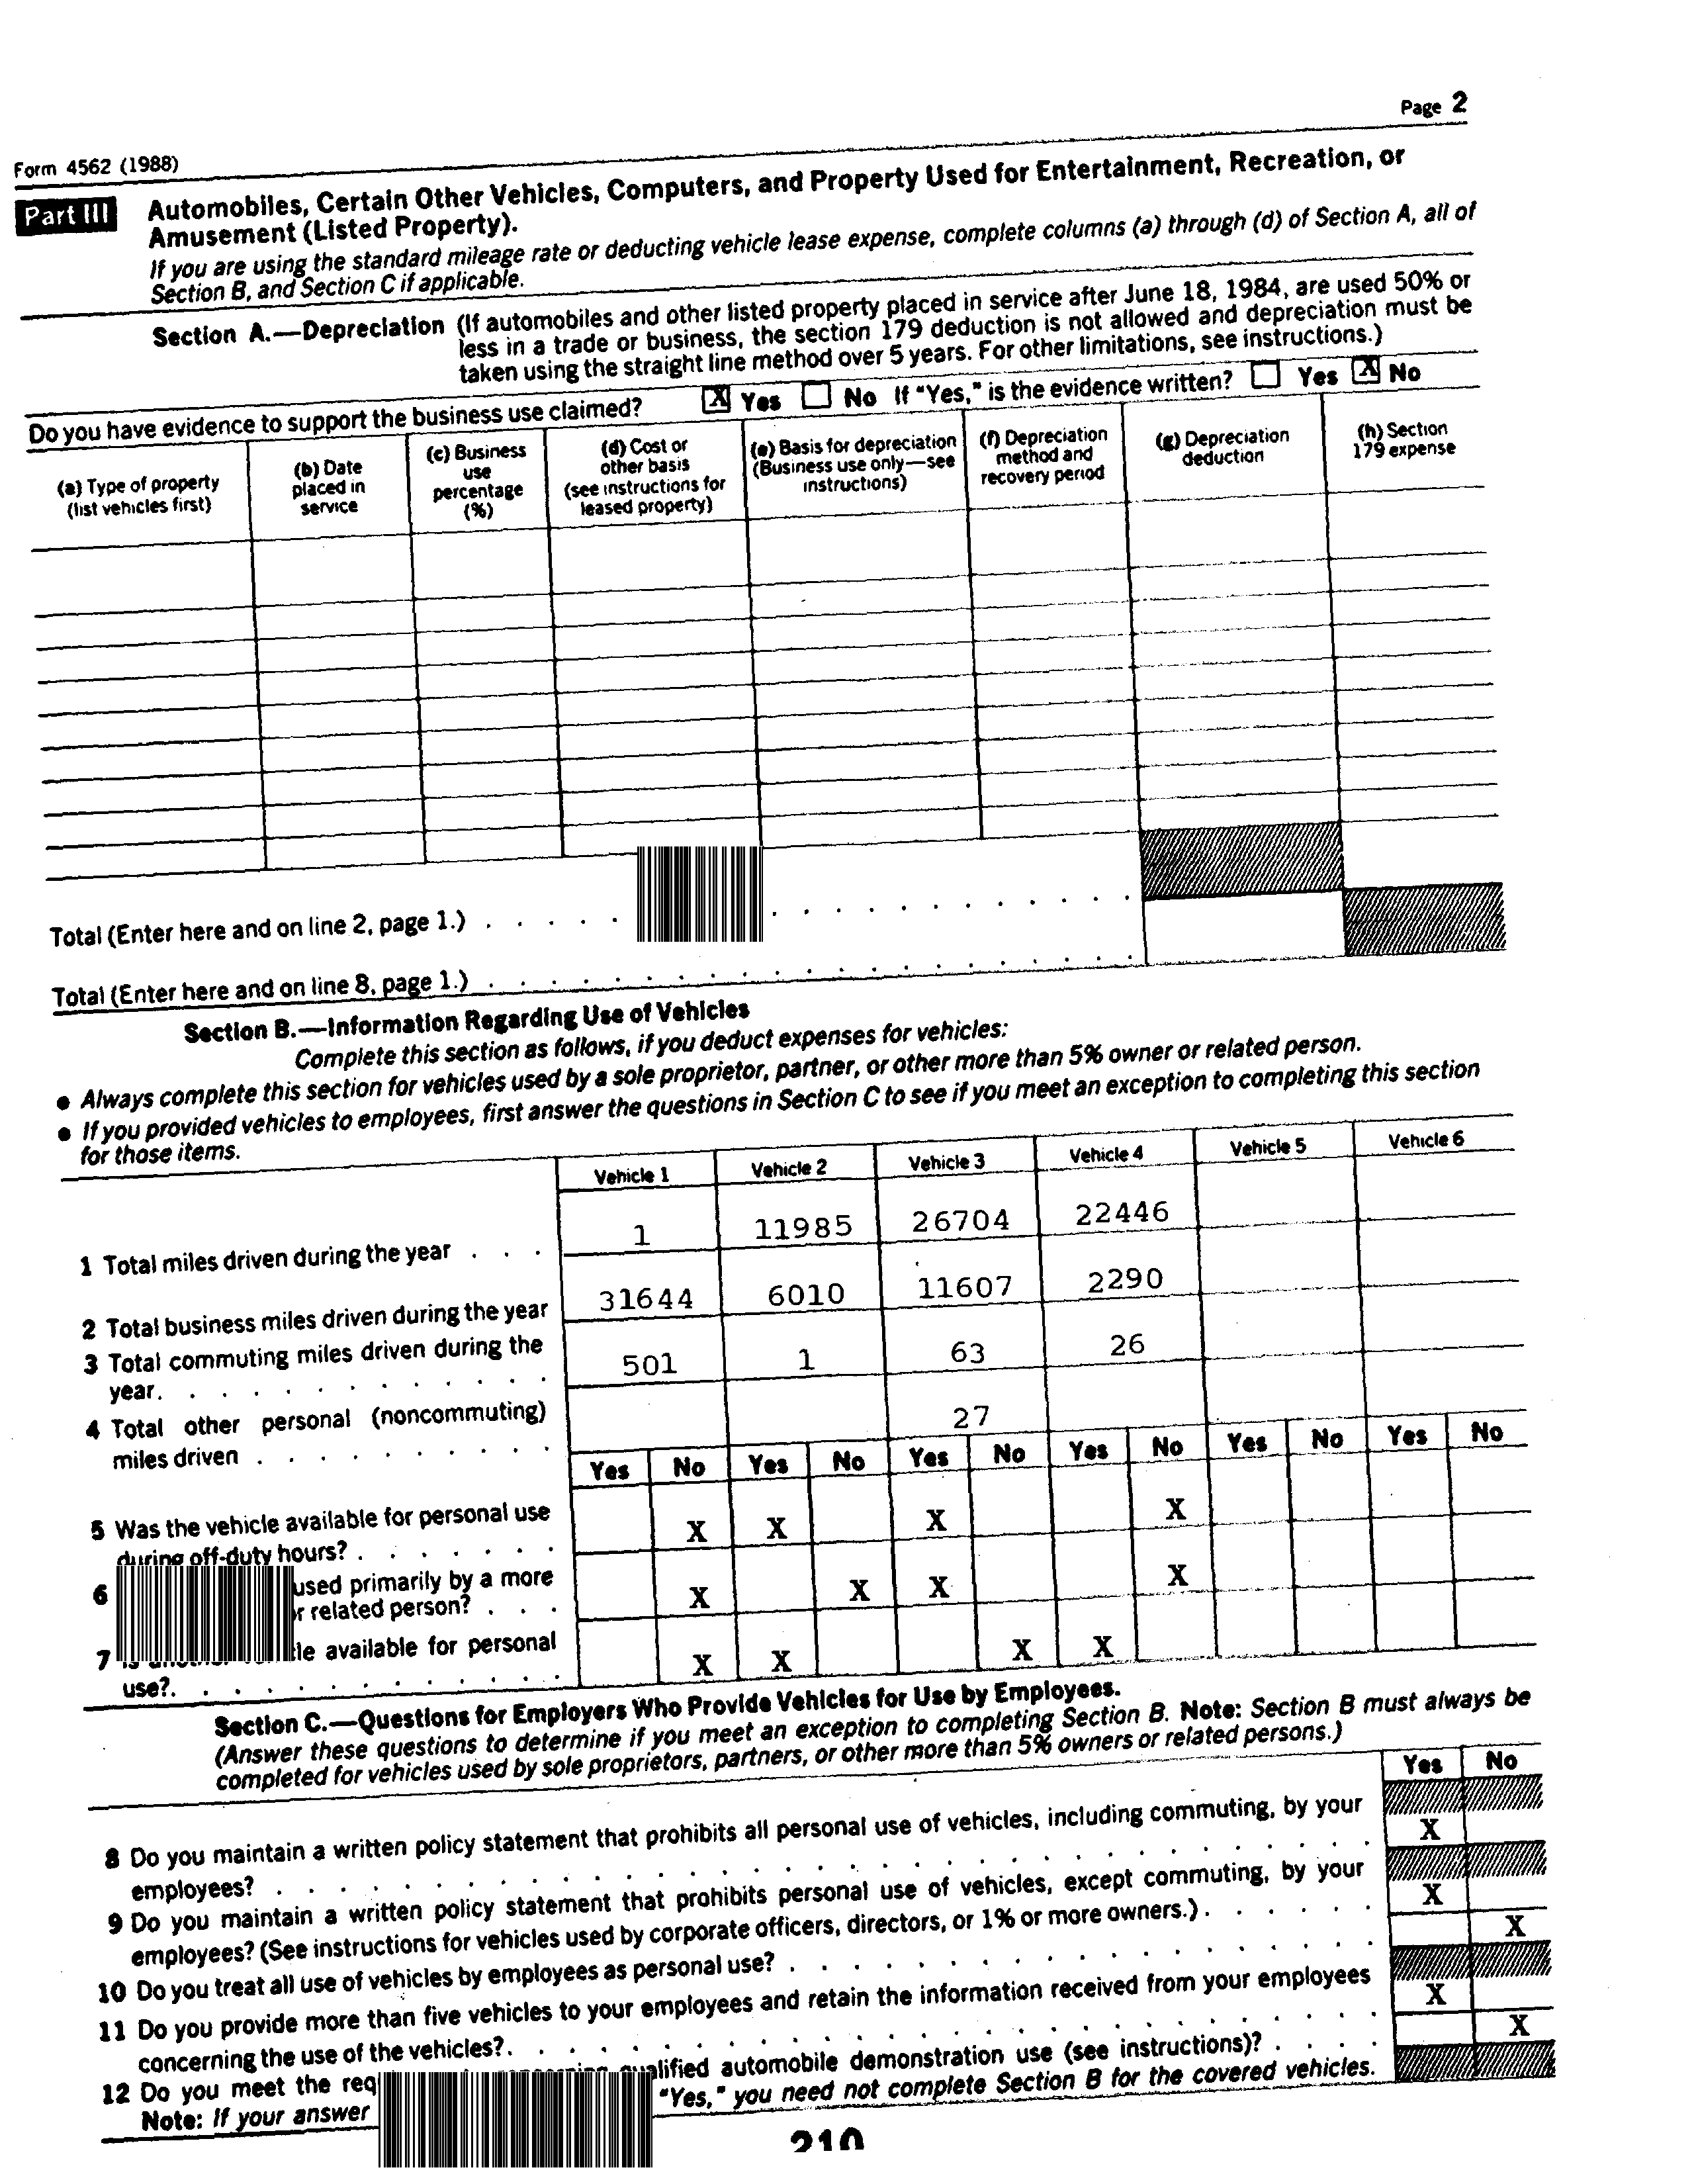 Page 2
Form 4562 (1988)
Part III Automobiles, Certain Other Vehicles, Computers, and Property Used for Entertainment, Recreation, or
Amusement (Listed Property).
If you are using the standard mileage rate or deducting vehicle lease expense, complete columns (a) through (d) of Section A, all of
Section B, and Section C if applicable.
Section A.—Depreciation (If automobiles and other listed property placed in service after June 18, 1984, are used 50% or
less in a trade or business, the section 179 deduction is not allowed and depreciation must be
taken using the straight line method over 5 years. For other limitations, see instructions.)
Do you have evidence to support the business use claimed? X Yes No If "Yes," is the evidence written? Yes X No
(a) Type of property
(list vehicles first)
(b) Date
placed in
service
(c) Business
use
percentage
(%)
(d) Cost or
other basis
(see instructions for
leased property)
(e) Basis for depreciation
(Business use only—see
instructions)
(f) Depreciation
method and
recovery period
(g) Depreciation
deduction
(h) Section
179 expense
Total (Enter here and on line 2, page 1.)
Total (Enter here and on line 8, page 1.)
Section B.—Information Regarding Use of Vehicles
Complete this section as follows, if you deduct expenses for vehicles:
● Always complete this section for vehicles used by a sole proprietor, partner, or other more than 5% owner or related person.
● If you provided vehicles to employees, first answer the questions in Section C to see if you meet an exception to completing this section
for those items.
Vehicle 1 Vehicle 2 Vehicle 3 Vehicle 4 Vehicle 5 Vehicle 6
1 Total miles driven during the year . . . 1 11985 26704 22446
2 Total business miles driven during the year 31644 6010 11607 2290
3 Total commuting miles driven during the
year. 501 1 63 26
4 Total other personal (noncommuting)
miles driven 27
Yes No Yes No Yes No Yes No Yes No Yes No
5 Was the vehicle available for personal use
during off-duty hours? X X X X
6 used primarily by a more
r related person? . . . X X X X
7 le available for personal
use?. X X X X
Section C.—Questions for Employers Who Provide Vehicles for Use by Employees.
(Answer these questions to determine if you meet an exception to completing Section B. Note: Section B must always be
completed for vehicles used by sole proprietors, partners, or other more than 5% owners or related persons.)
Yes No
8 Do you maintain a written policy statement that prohibits all personal use of vehicles, including commuting, by your
employees? X
9 Do you maintain a written policy statement that prohibits personal use of vehicles, except commuting, by your
employees? (See instructions for vehicles used by corporate officers, directors, or 1% or more owners.) X
10 Do you treat all use of vehicles by employees as personal use? X
11 Do you provide more than five vehicles to your employees and retain the information received from your employees
concerning the use of the vehicles? X
12 Do you meet the req qualified automobile demonstration use (see instructions)? X
Note: If your answer "Yes," you need not complete Section B for the covered vehicles.
210